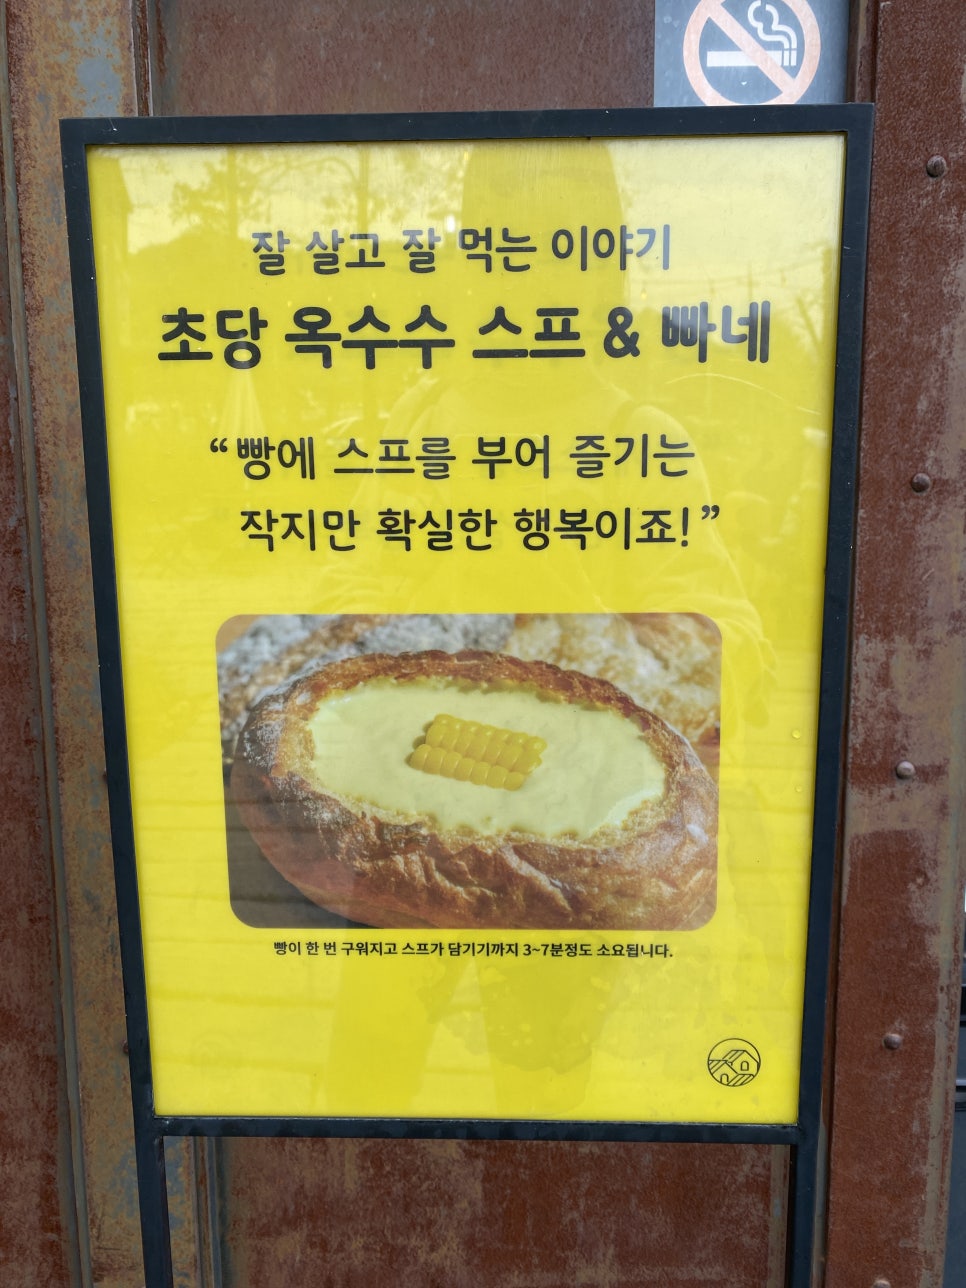 잘 살고 잘 먹는 이야기
초당 옥수수 스프 & 빠네
“빵에 스프를 부어 즐기는
작지만 확실한 행복이죠!”
빵이 한 번 구워지고 스프가 담기기까지 3~7분정도 소요됩니다.